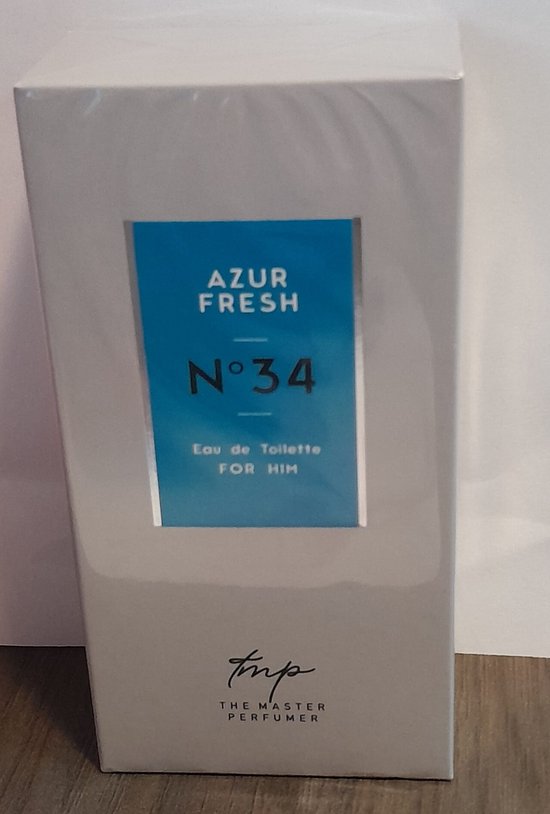 AZUR
FRESH
N°34
Eau de Toilette
FOR HIM
tmp
THE MASTER
PERFUMER